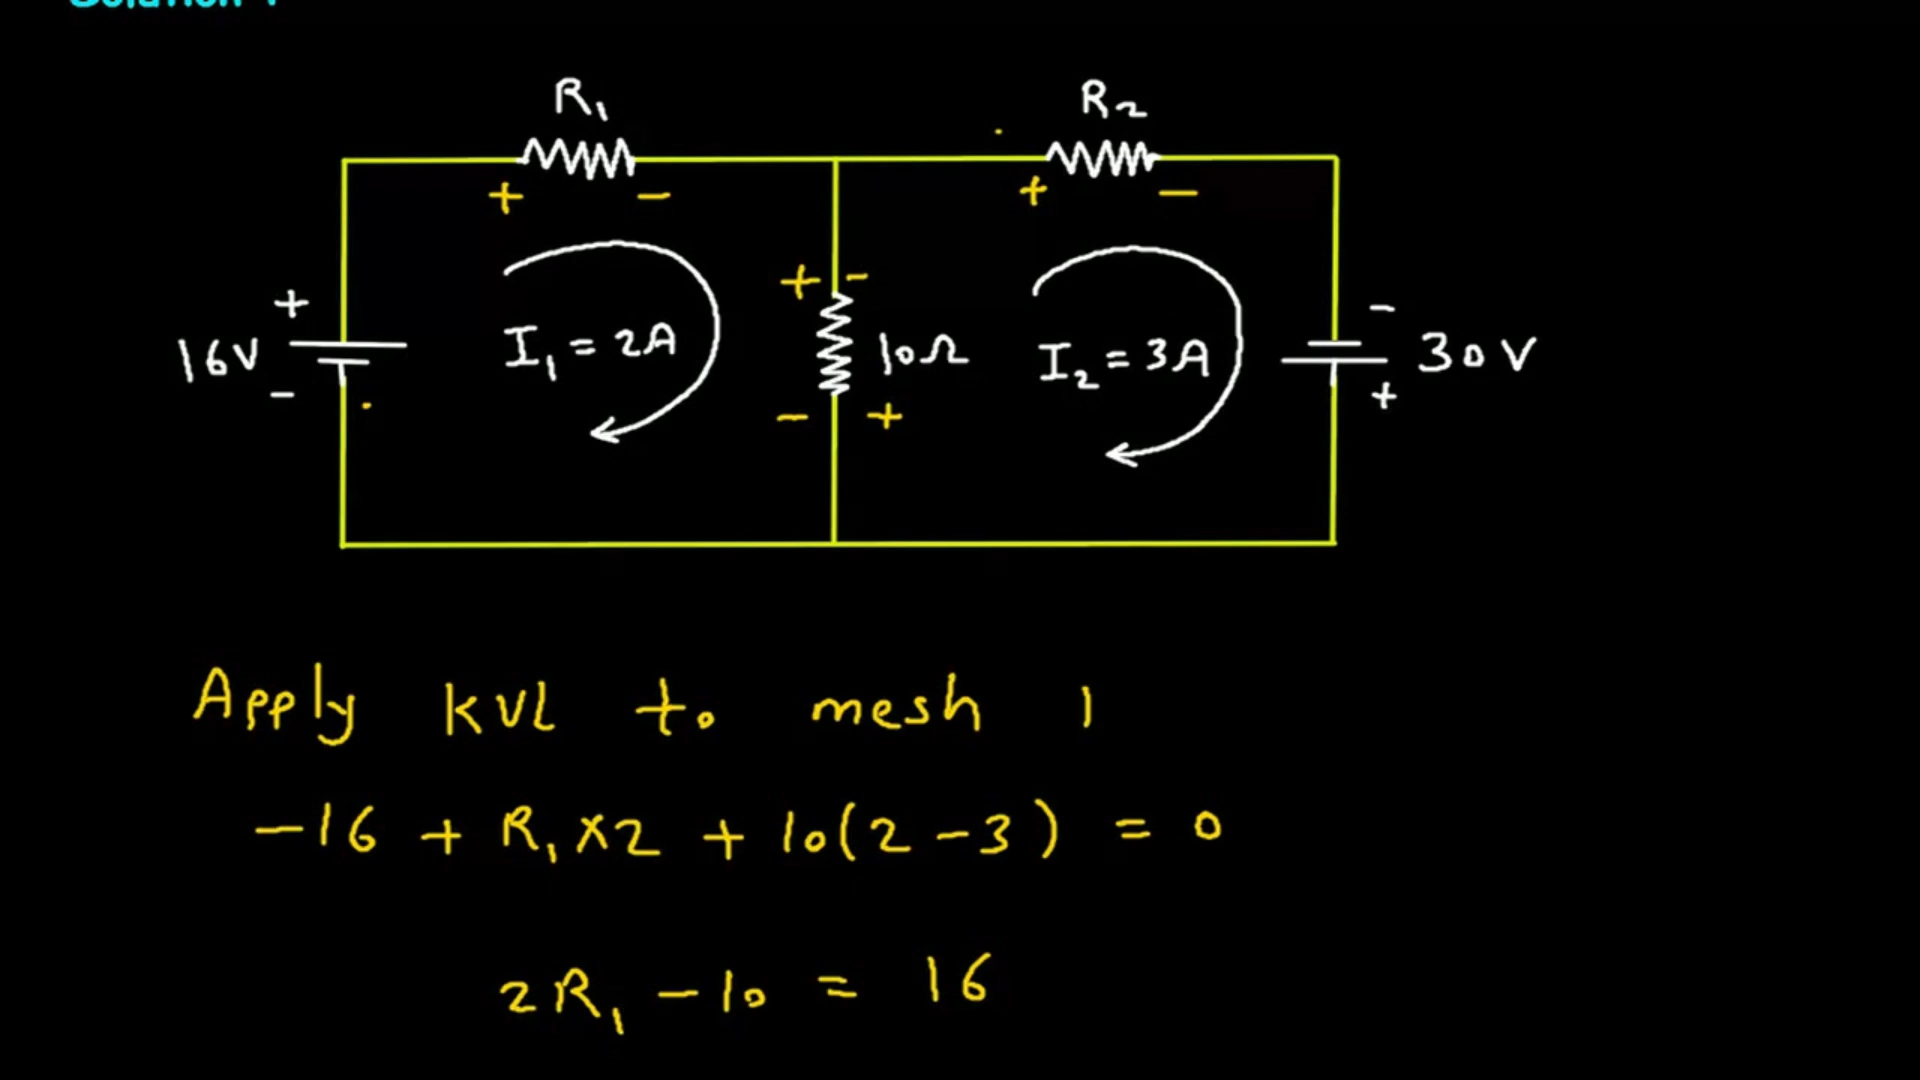 R₁ R₂
+ - + -
+ + - -
16V I₁ = 2A 10Ω I₂ = 3A 30V
- - + +
Apply KVL to mesh 1
-16 + R₁ × 2 + 10(2 - 3) = 0
2R₁ - 10 = 16